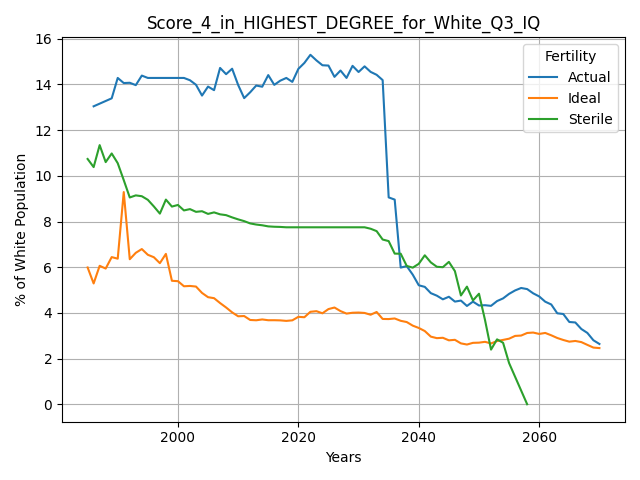 Score_4_in_HIGHEST_DEGREE_for_White_Q3_IQ
Fertility
Actual
Ideal
Sterile
% of White Population
16
14
12
10
8
6
4
2
0
2000
2020
2040
2060
Years